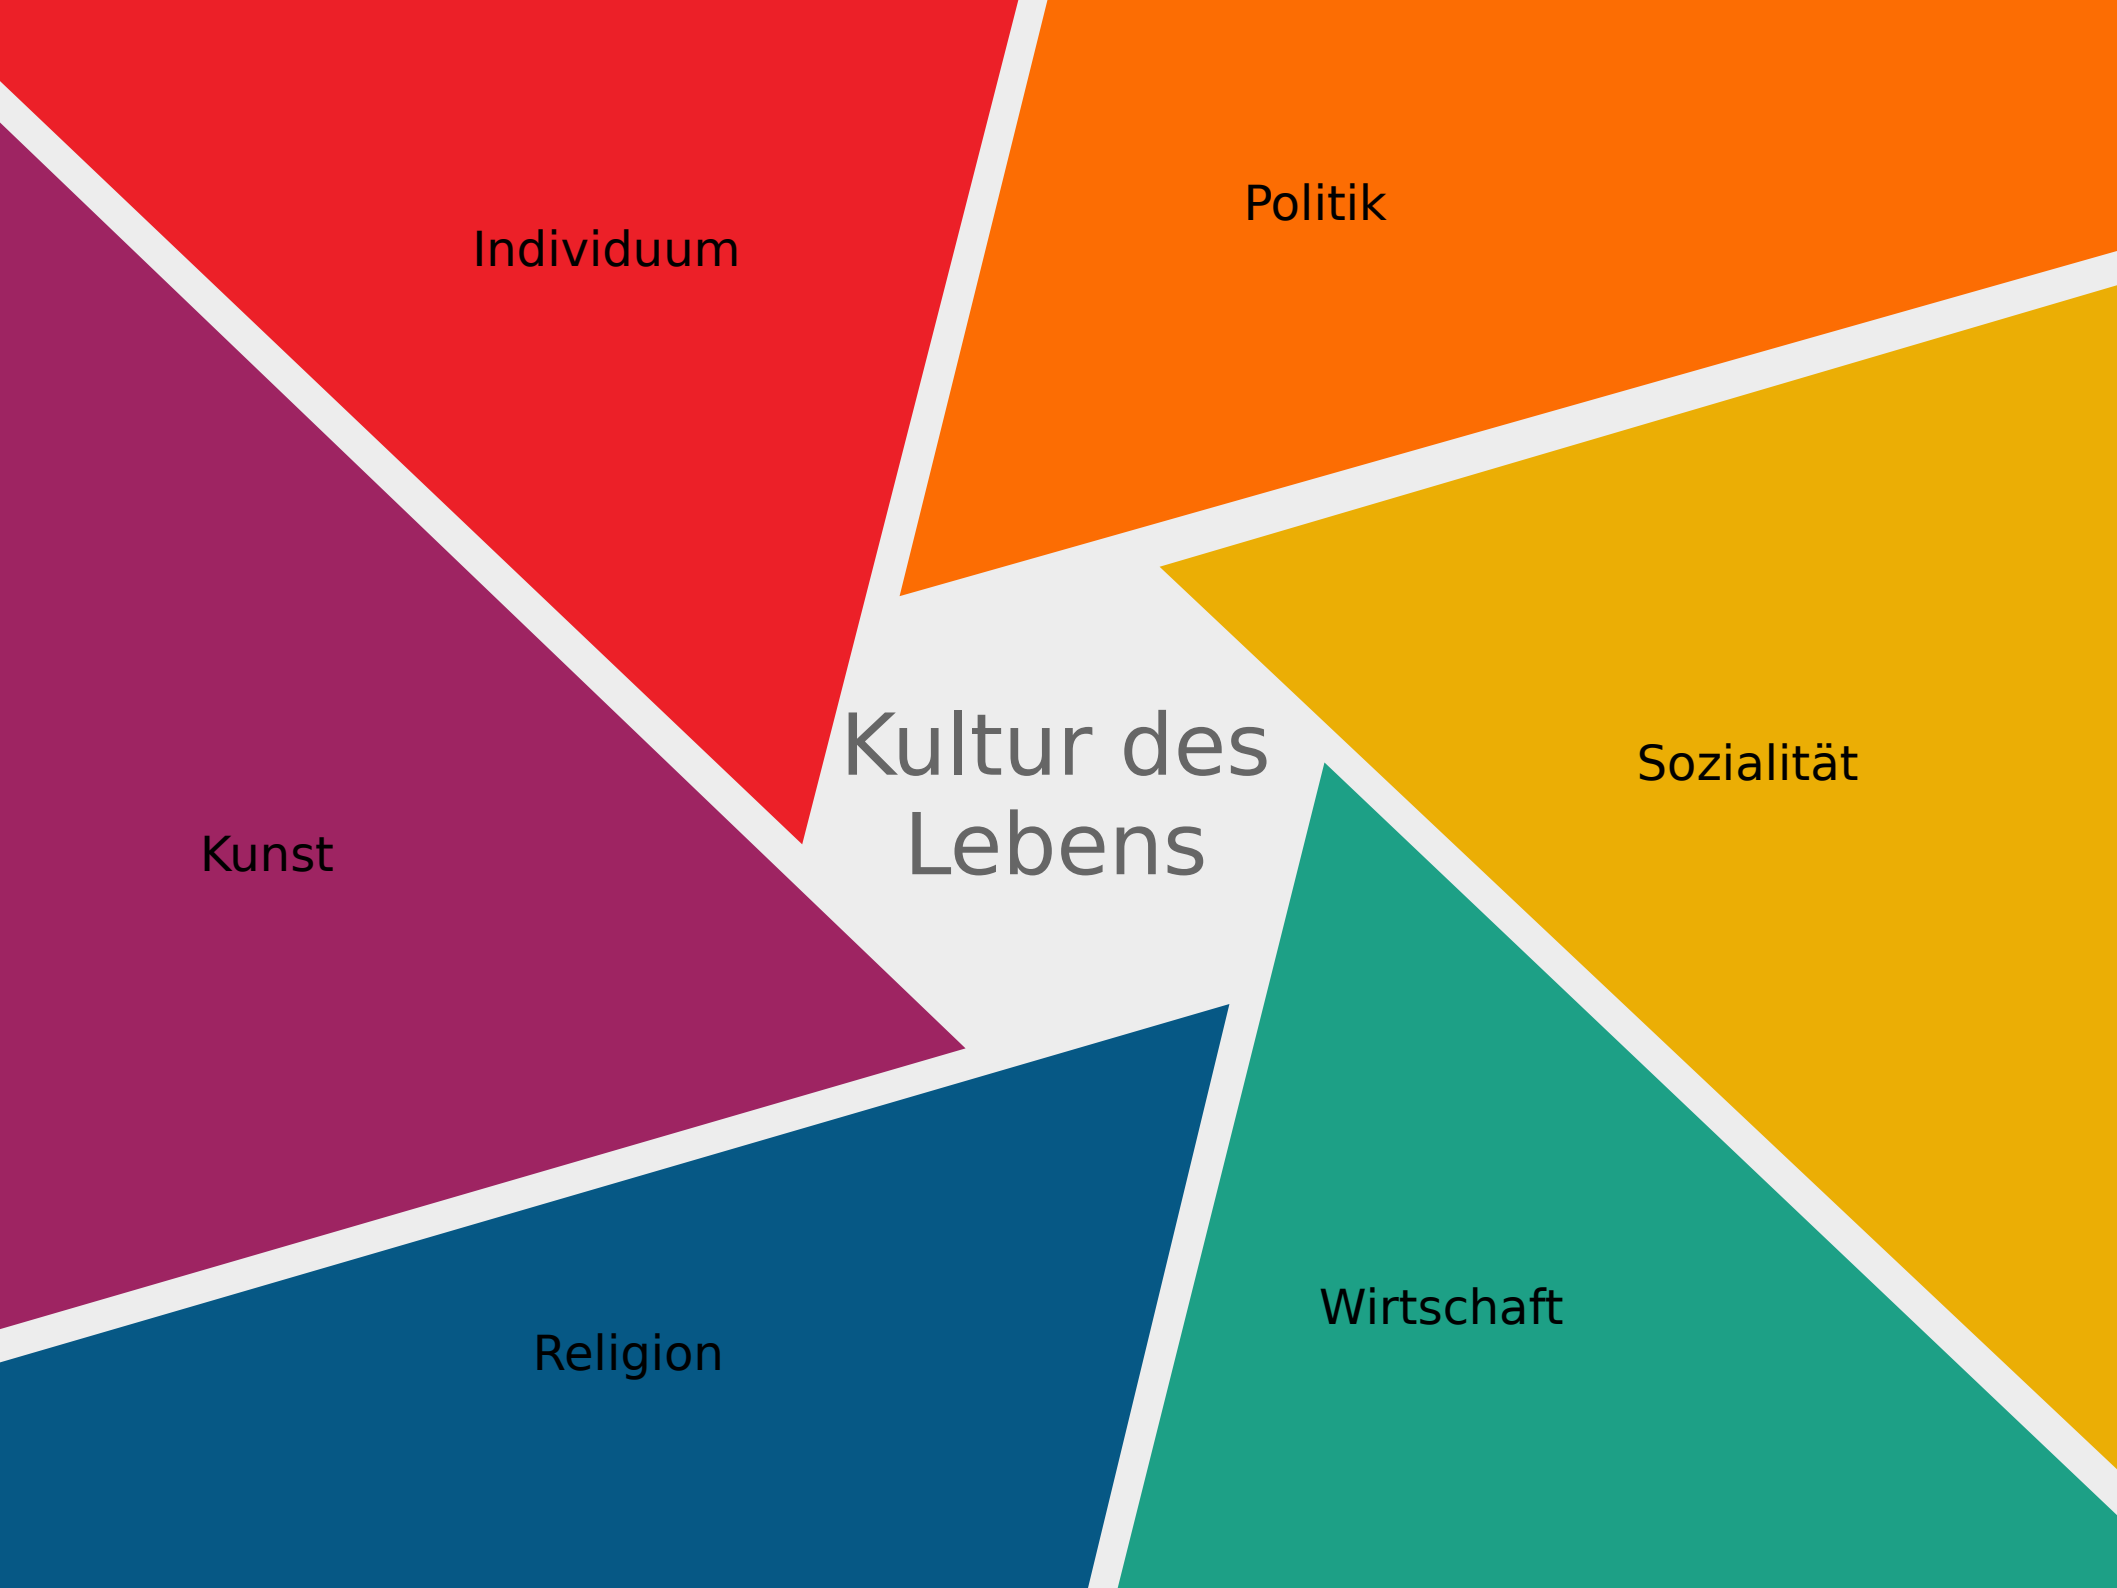 Individuum
Politik
Kultur des
Lebens
Sozialität
Kunst
Wirtschaft
Religion